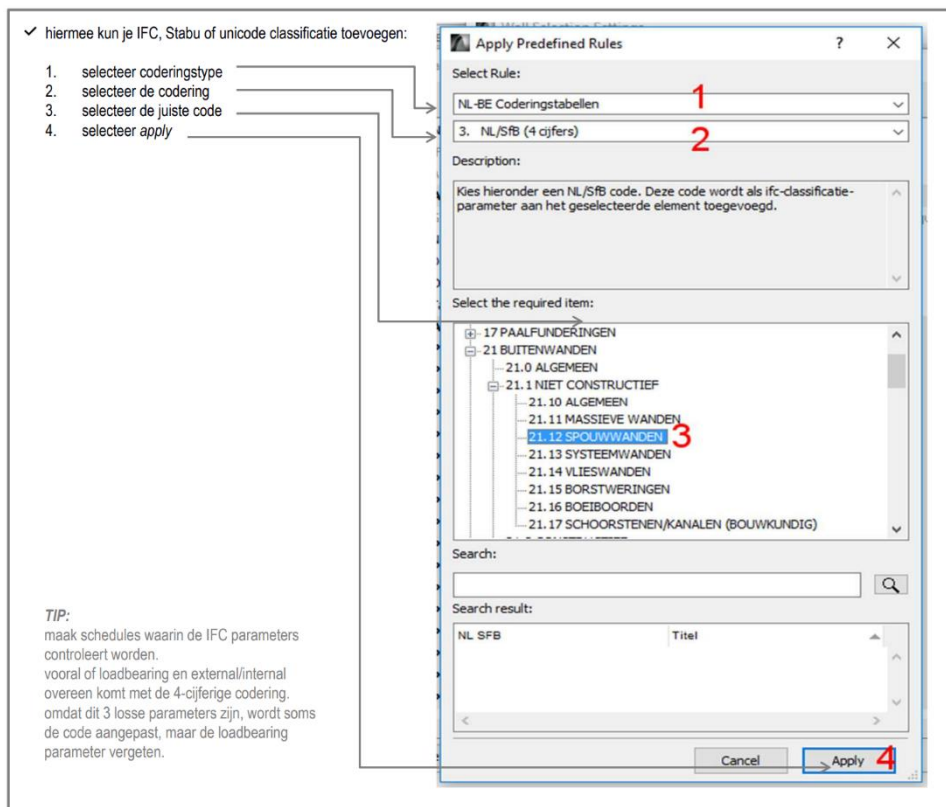 ✓ hiermee kun je IFC, Stabu of unicode classificatie toevoegen:
1. selecteer coderingstype
2. selecteer de codering
3. selecteer de juiste code
4. selecteer apply
TIP:
maak schedules waarin de IFC parameters
controleert worden.
vooral of loadbearing en external/internal
overeen komt met de 4-cijferige codering.
omdat dit 3 losse parameters zijn, wordt soms
de code aangepast, maar de loadbearing
parameter vergeten.
Wall Selection Settings
Apply Predefined Rules ? ×
Select Rule:
NL-BE Coderingstabellen 1
3. NL/SfB (4 cijfers) 2
Description:
Kies hieronder een NL/SfB code. Deze code wordt als ifc-classificatie-
parameter aan het geselecteerde element toegevoegd.
Select the required item:
17 PAALFUNDERINGEN
21 BUITENWANDEN
21.0 ALGEMEEN
21.1 NIET CONSTRUCTIEF
21.10 ALGEMEEN
21.11 MASSIEVE WANDEN
21.12 SPOUWWANDEN 3
21.13 SYSTEEMWANDEN
21.14 VLIESWANDEN
21.15 BORSTWERINGEN
21.16 BOEIBOORDEN
21.17 SCHOORSTENEN/KANALEN (BOUWKUNDIG)
Search:
Search result:
NL SFB Titel
Cancel Apply 4